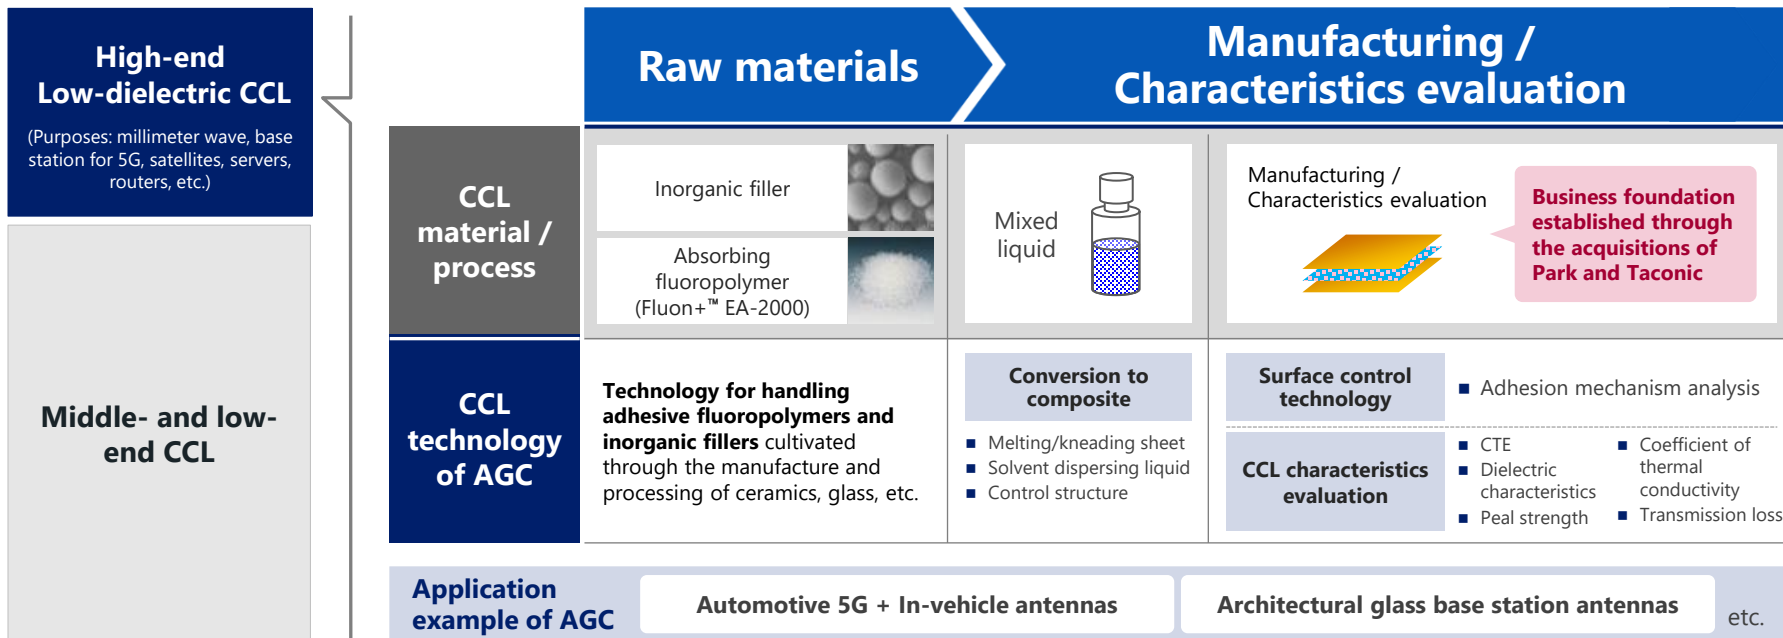 High-end
Low-dielectric CCL
(Purposes: millimeter wave, base
station for 5G, satellites, servers,
routers, etc.)
Middle- and low-
end CCL
Raw materials
Manufacturing /
Characteristics evaluation
CCL
material /
process
Inorganic filler
Absorbing
fluoropolymer
(Fluon+™ EA-2000)
Mixed
liquid
Manufacturing /
Characteristics evaluation
Business foundation
established through
the acquisitions of
Park and Taconic
CCL
technology
of AGC
Technology for handling
adhesive fluoropolymers and
inorganic fillers cultivated
through the manufacture and
processing of ceramics, glass, etc.
Conversion to
composite
■ Melting/kneading sheet
■ Solvent dispersing liquid
■ Control structure
Surface control
technology
■ Adhesion mechanism analysis
CCL characteristics
evaluation
■ CTE
■ Dielectric
characteristics
■ Peal strength
■ Coefficient of
thermal
conductivity
■ Transmission loss
Application
example of AGC
Automotive 5G + In-vehicle antennas
Architectural glass base station antennas
etc.